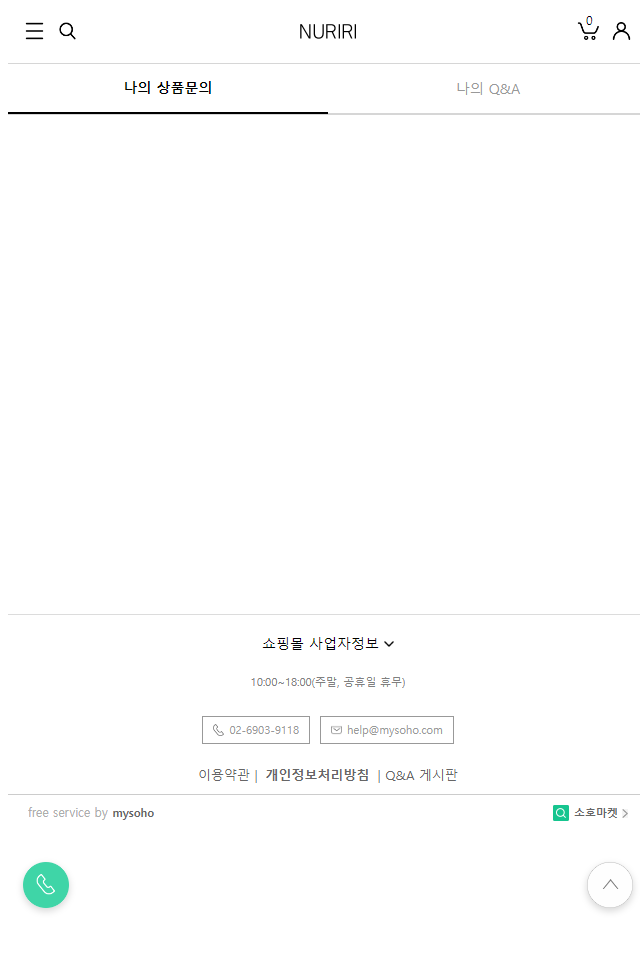 NURIRI
0
나의 상품문의
나의 Q&A
쇼핑몰 사업자정보
10:00~18:00(주말, 공휴일 휴무)
02-6903-9118
help@mysoho.com
이용약관 | 개인정보처리방침 | Q&A 게시판
free service by mysoho
소호마켓